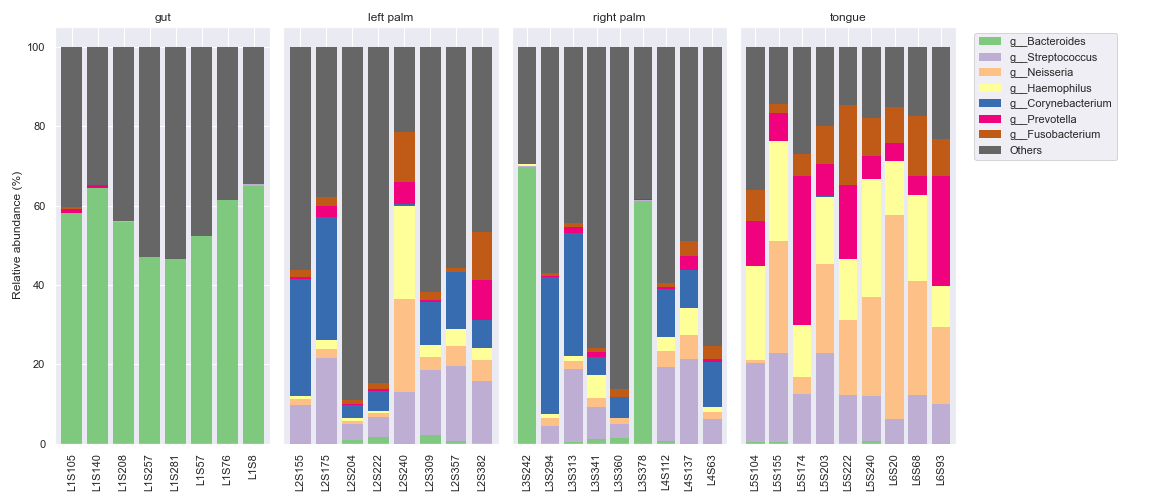 gut
left palm
right palm
tongue
Relative abundance (%)
100
80
60
40
20
0
L1S105
L1S140
L1S208
L1S257
L1S281
L1S57
L1S76
L1S8
L2S155
L2S175
L2S204
L2S222
L2S240
L2S309
L2S357
L2S382
L3S242
L3S294
L3S313
L3S341
L3S360
L3S378
L4S112
L4S137
L4S63
L5S104
L5S155
L5S174
L5S203
L5S222
L5S240
L6S20
L6S68
L6S93
g__Bacteroides
g__Streptococcus
g__Neisseria
g__Haemophilus
g__Corynebacterium
g__Prevotella
g__Fusobacterium
Others